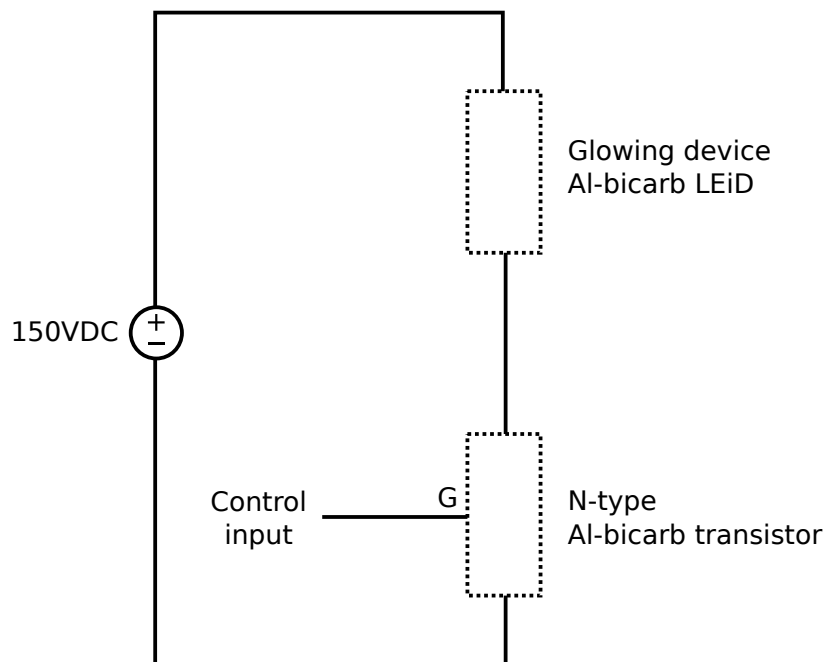 Glowing device
Al-bicarb LEiD
150VDC
+
−
Control
input
G
N-type
Al-bicarb transistor